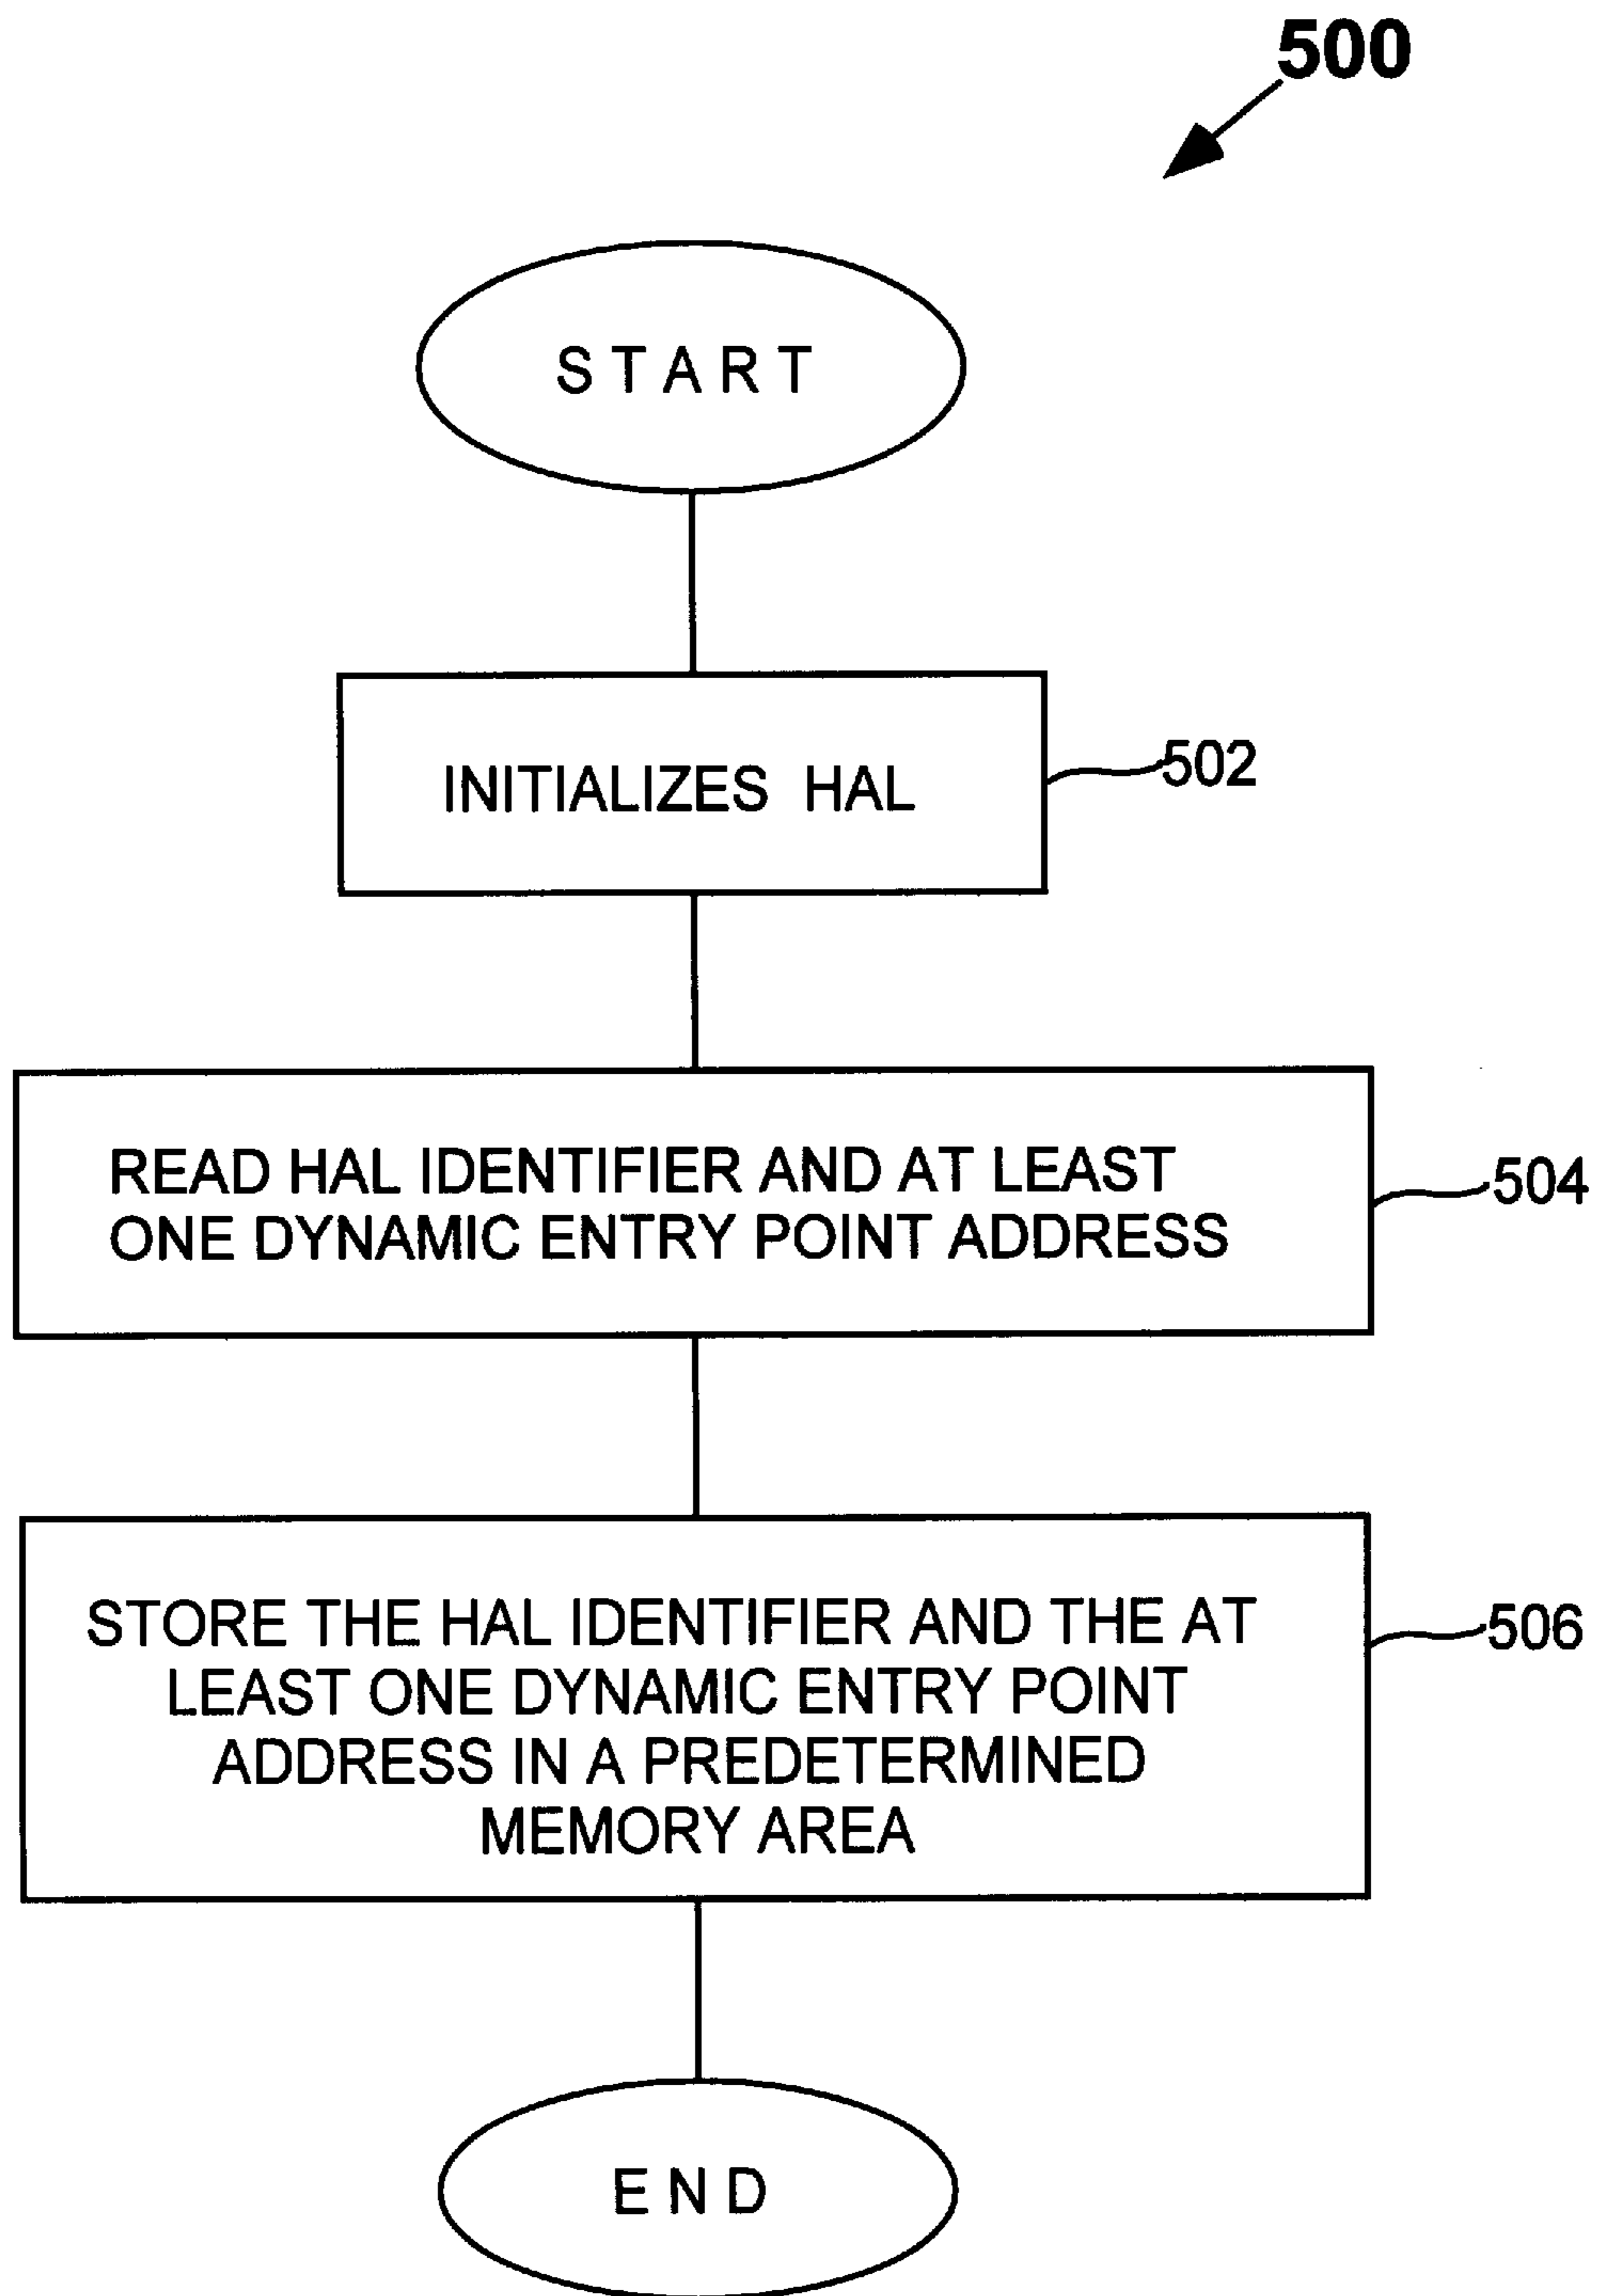 500
START
INITIALIZES HAL
502
READ HAL IDENTIFIER AND AT LEAST
ONE DYNAMIC ENTRY POINT ADDRESS
504
STORE THE HAL IDENTIFIER AND THE AT
LEAST ONE DYNAMIC ENTRY POINT
ADDRESS IN A PREDETERMINED
MEMORY AREA
506
END